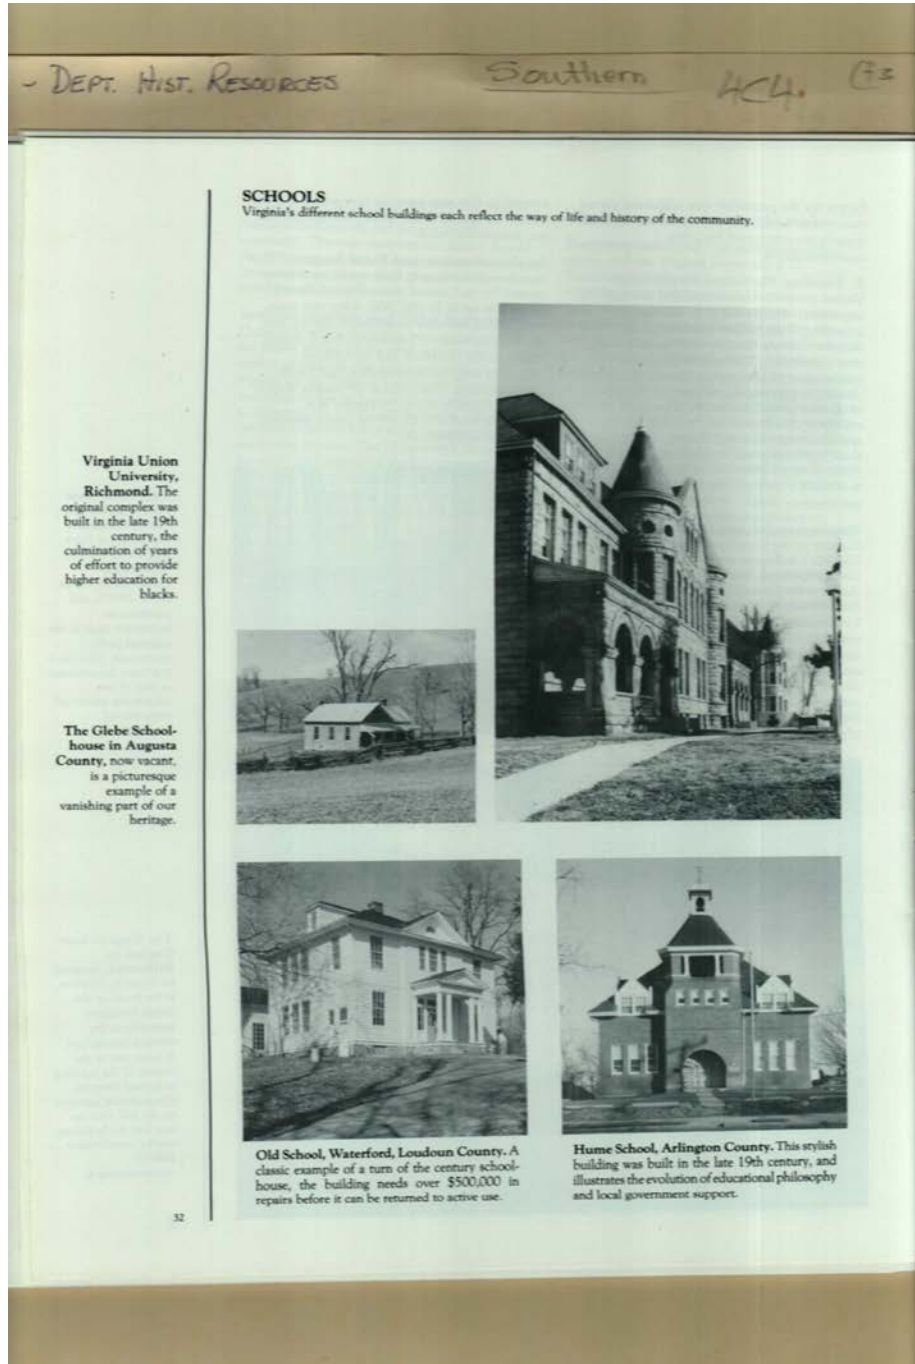 - DEPT. HIST. RESOURCES
Southern
4C4.
SCHOOLS
Virginia's different school buildings each reflect the way of life and history of the community.
Virginia Union
University,
Richmond. The
original complex was
built in the late 19th
century, the
culmination of years
of effort to provide
higher education for
blacks.
The Glebe School-
house in Augusta
County, now vacant,
is a picturesque
example of a
vanishing part of our
heritage.
Old School, Waterford, Loudoun County. A
classic example of a turn of the century school-
house, the building needs over $500,000 in
repairs before it can be returned to active use.
Hume School, Arlington County. This stylish
building was built in the late 19th century, and
illustrates the evolution of educational philosophy
and local government support.
32